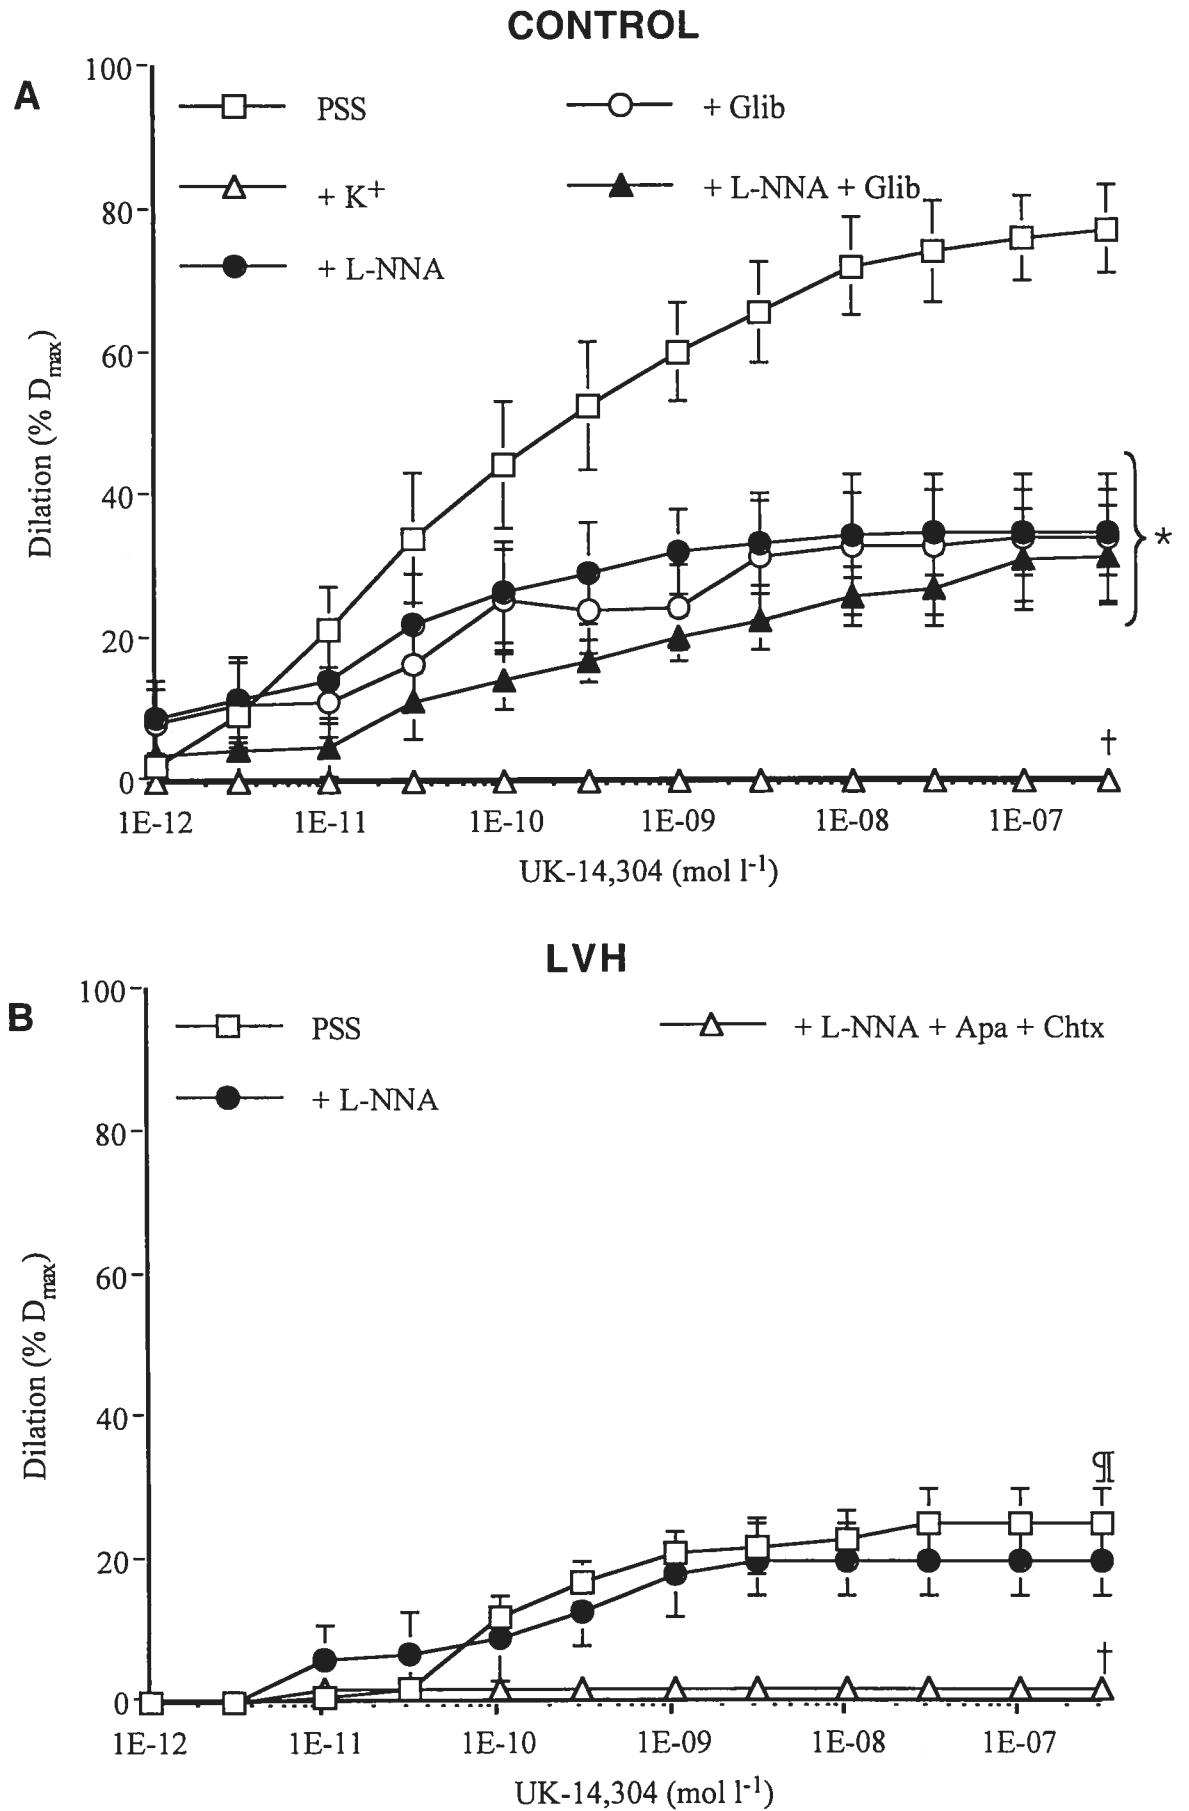 CONTROL
A
100
PSS
+ Glib
+ K⁺
+ L-NNA + Glib
80
+ L-NNA
60
Dilation (% Dmax)
40
*
20
†
0
1E-12 1E-11 1E-10 1E-09 1E-08 1E-07
UK-14,304 (mol l⁻¹)
LVH
B
100
PSS
+ L-NNA + Apa + Chtx
+ L-NNA
80
60
Dilation (% Dmax)
40
¶
20
†
0
1E-12 1E-11 1E-10 1E-09 1E-08 1E-07
UK-14,304 (mol l⁻¹)